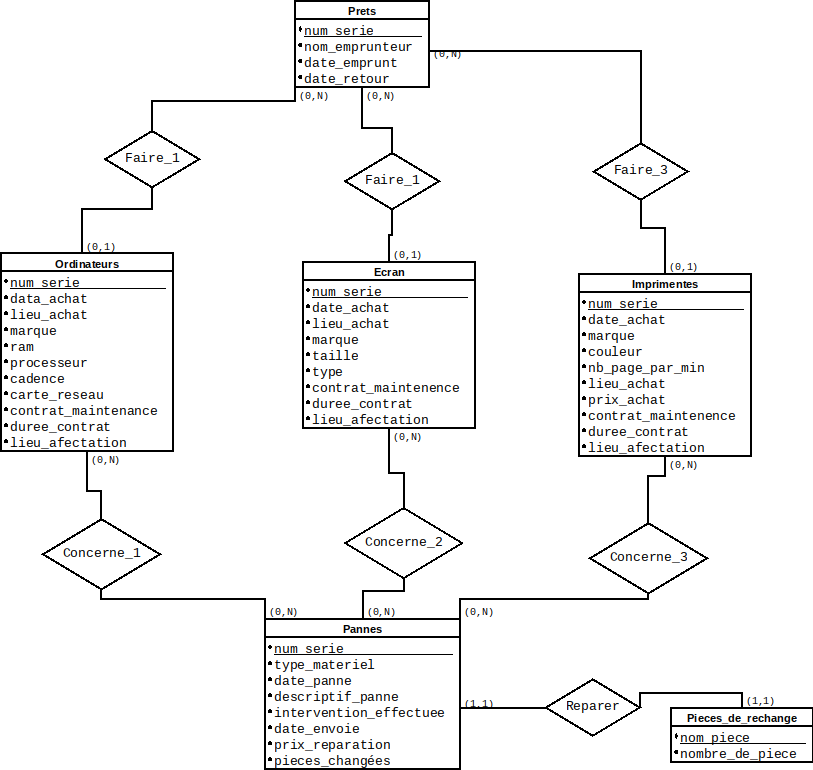 Prets
num_serie
nom_emprunteur
date_emprunt
date_retour
(0,N)
(0,N)
(0,N)
Faire_1
Faire_1
Faire_3
(0,1)
(0,1)
(0,1)
Ordinateurs
num_serie
data_achat
lieu_achat
marque
ram
processeur
cadence
carte_reseau
contrat_maintenance
duree_contrat
lieu_afectation
(0,N)
Ecran
num_serie
date_achat
lieu_achat
marque
taille
type
contrat_maintenence
duree_contrat
lieu_afectation
(0,N)
Imprimentes
num_serie
date_achat
marque
couleur
nb_page_par_min
lieu_achat
prix_achat
contrat_maintenence
duree_contrat
lieu_afectation
(0,N)
Concerne_1
Concerne_2
Concerne_3
(0,N)
(0,N)
(0,N)
Pannes
num_serie
type_materiel
date_panne
descriptif_panne
intervention_effectuee
date_envoie
prix_reparation
pieces_changées
(1,1)
Reparer
(1,1)
Pieces_de_rechange
nom_piece
nombre_de_piece